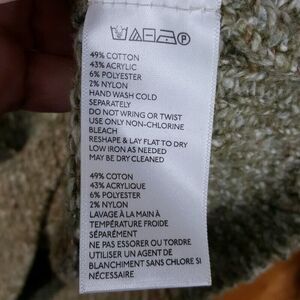 P
49% COTTON
43% ACRYLIC
6% POLYESTER
2% NYLON
HAND WASH COLD
SEPARATELY
DO NOT WRING OR TWIST
USE ONLY NON-CHLORINE
BLEACH
RESHAPE & LAY FLAT TO DRY
LOW IRON AS NEEDED
MAY BE DRY CLEANED
49% COTON
43% ACRYLIQUE
6% POLYESTER
2% NYLON
LAVAGE À LA MAIN À
TEMPÉRATURE FROIDE
SÉPARÉMENT
NE PAS ESSORER OU TORDRE
UTILISER UN AGENT DE
BLANCHIMENT SANS CHLORE SI
NÉCESSAIRE